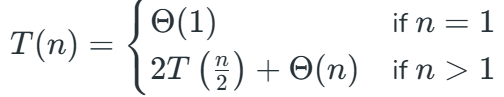 T(n) = { Θ(1) if n = 1
2T (n/2) + Θ(n) if n > 1